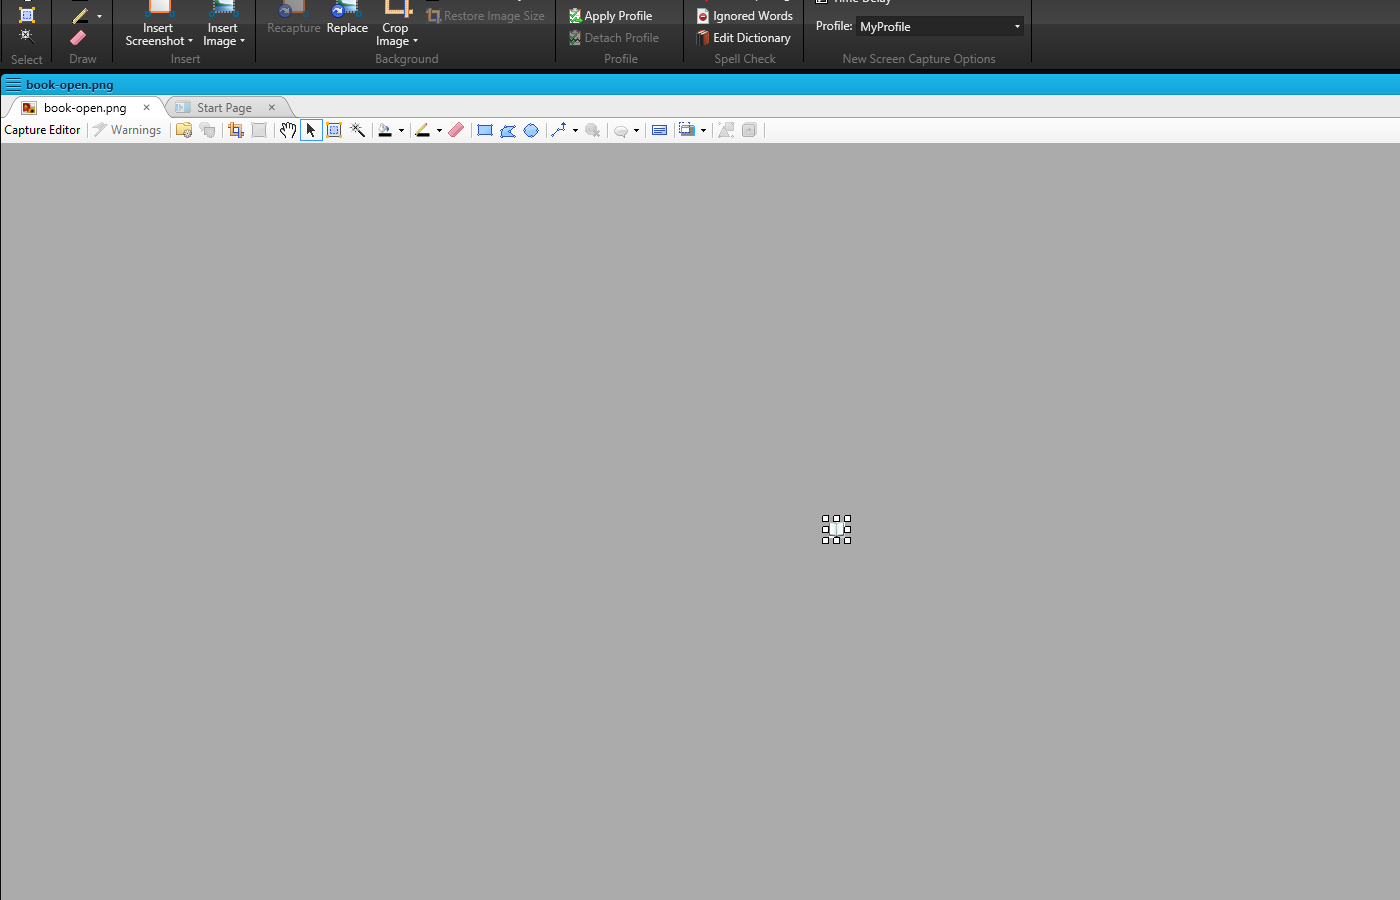 Restore Image Size
Apply Profile
Ignored Words
Insert Screenshot
Insert Image
Recapture
Replace
Crop Image
Detach Profile
Edit Dictionary
Profile:
MyProfile
Select
Draw
Insert
Background
Profile
Spell Check
New Screen Capture Options
book-open.png
book-open.png
Start Page
Capture Editor
Warnings